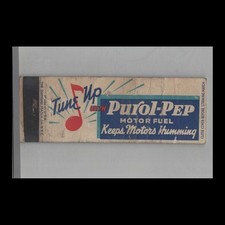 Tune Up
WITH
Purol-Pep
MOTOR FUEL
Keeps Motors Humming